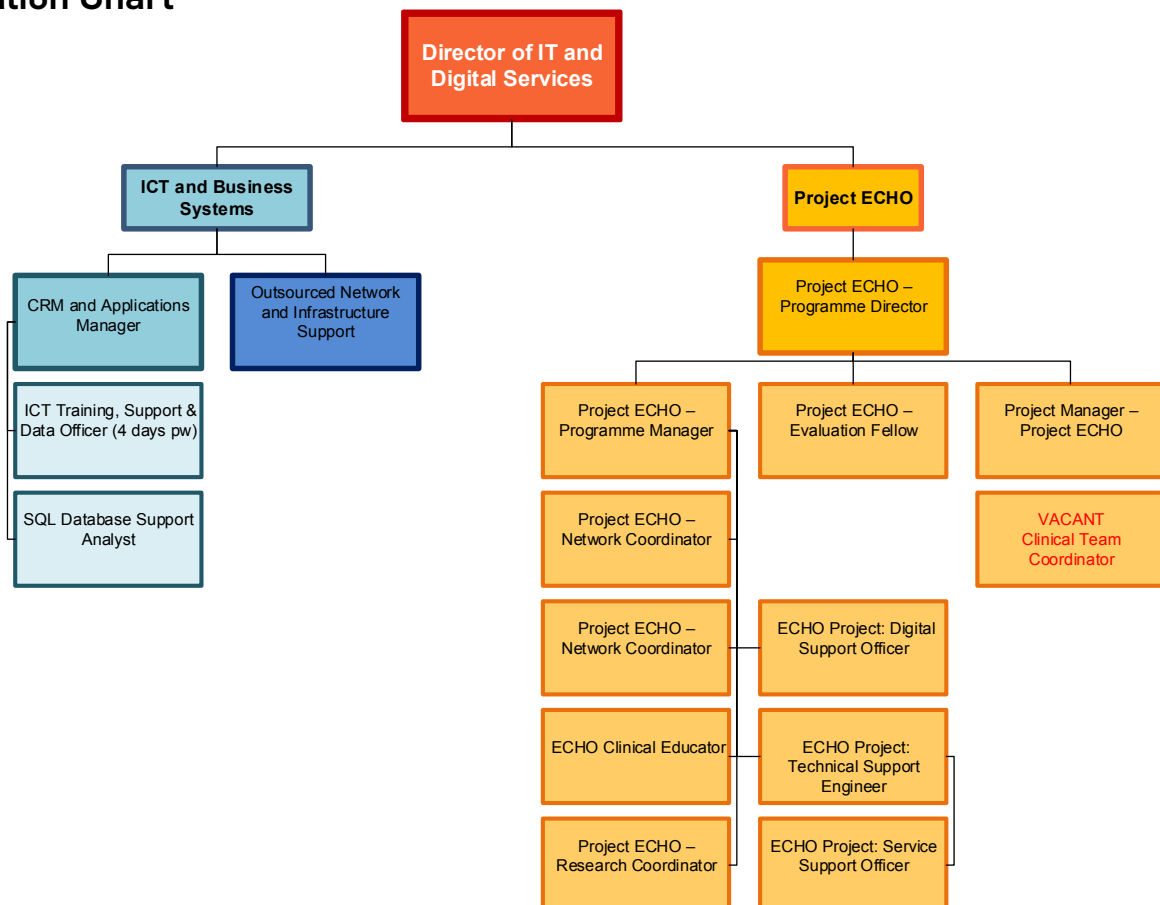 ation Chart
Director of IT and
Digital Services
ICT and Business
Systems
Project ECHO
CRM and Applications
Manager
Outsourced Network
and Infrastructure
Support
Project ECHO –
Programme Director
ICT Training, Support &
Data Officer (4 days pw)
Project ECHO –
Programme Manager
Project ECHO –
Evaluation Fellow
Project Manager –
Project ECHO
SQL Database Support
Analyst
Project ECHO –
Network Coordinator
VACANT
Clinical Team
Coordinator
Project ECHO –
Network Coordinator
ECHO Project: Digital
Support Officer
ECHO Clinical Educator
ECHO Project:
Technical Support
Engineer
Project ECHO –
Research Coordinator
ECHO Project: Service
Support Officer